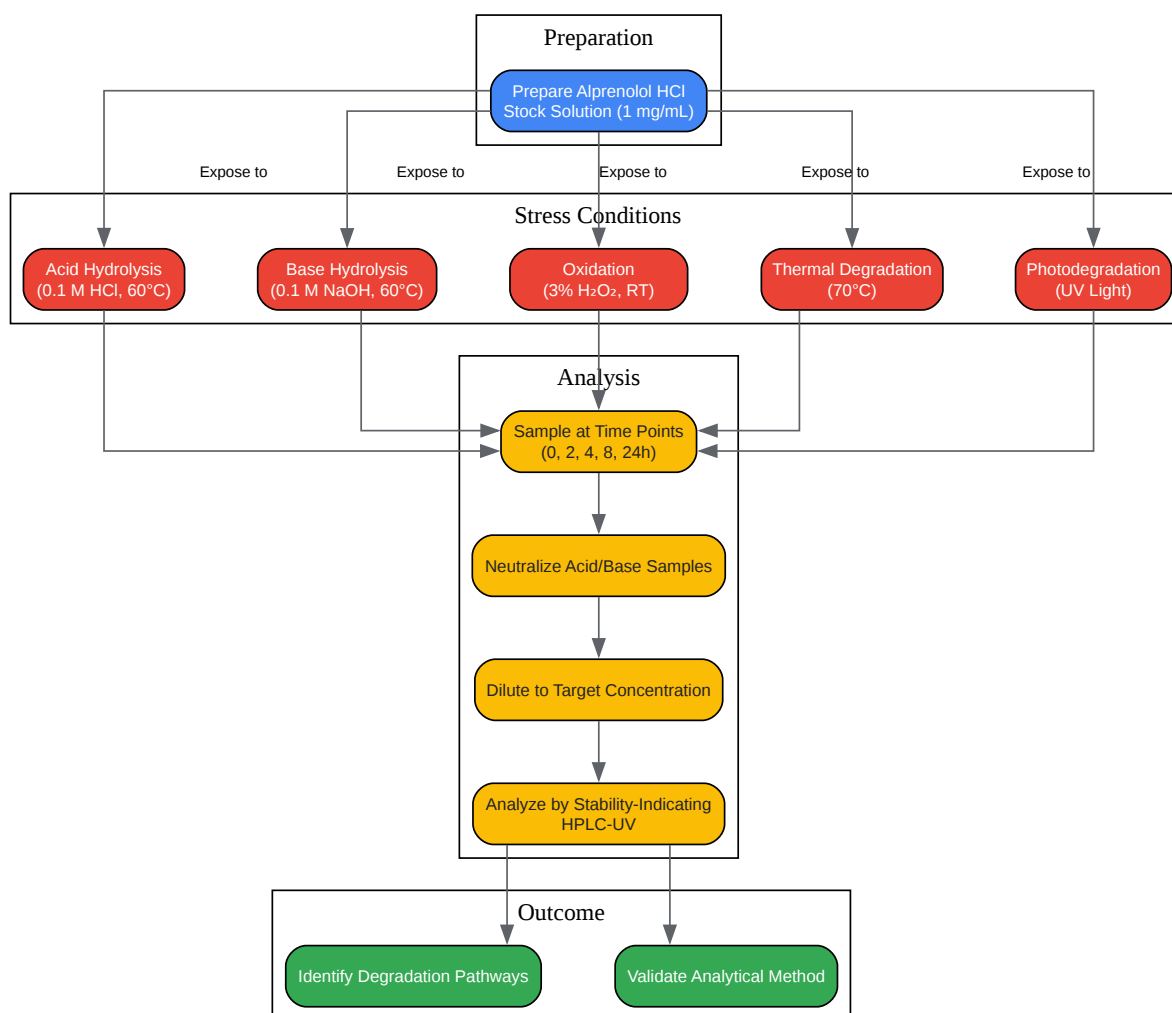 Preparation
Prepare Alprenolol HCl
Stock Solution (1 mg/mL)
Expose to
Expose to
Expose to
Expose to
Expose to
Stress Conditions
Acid Hydrolysis
(0.1 M HCl, 60°C)
Base Hydrolysis
(0.1 M NaOH, 60°C)
Oxidation
(3% H₂O₂, RT)
Thermal Degradation
(70°C)
Photodegradation
(UV Light)
Analysis
Sample at Time Points
(0, 2, 4, 8, 24h)
Neutralize Acid/Base Samples
Dilute to Target Concentration
Analyze by Stability-Indicating
HPLC-UV
Outcome
Identify Degradation Pathways
Validate Analytical Method